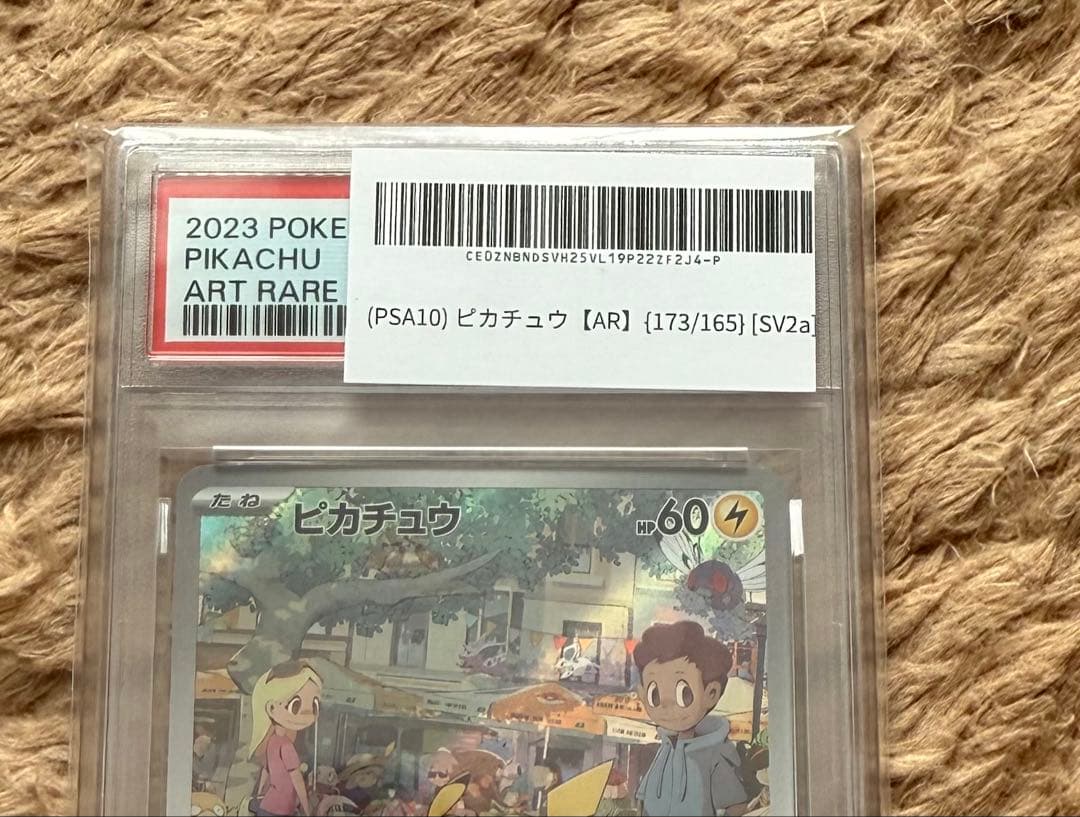 2023 POKE
PIKACHU
ART RARE
CEDZNBNDSVH25VL19P22ZF2J4-P
(PSA10) ピカチュウ【AR】{173/165} [SV2a]
たね
ピカチュウ
HP60